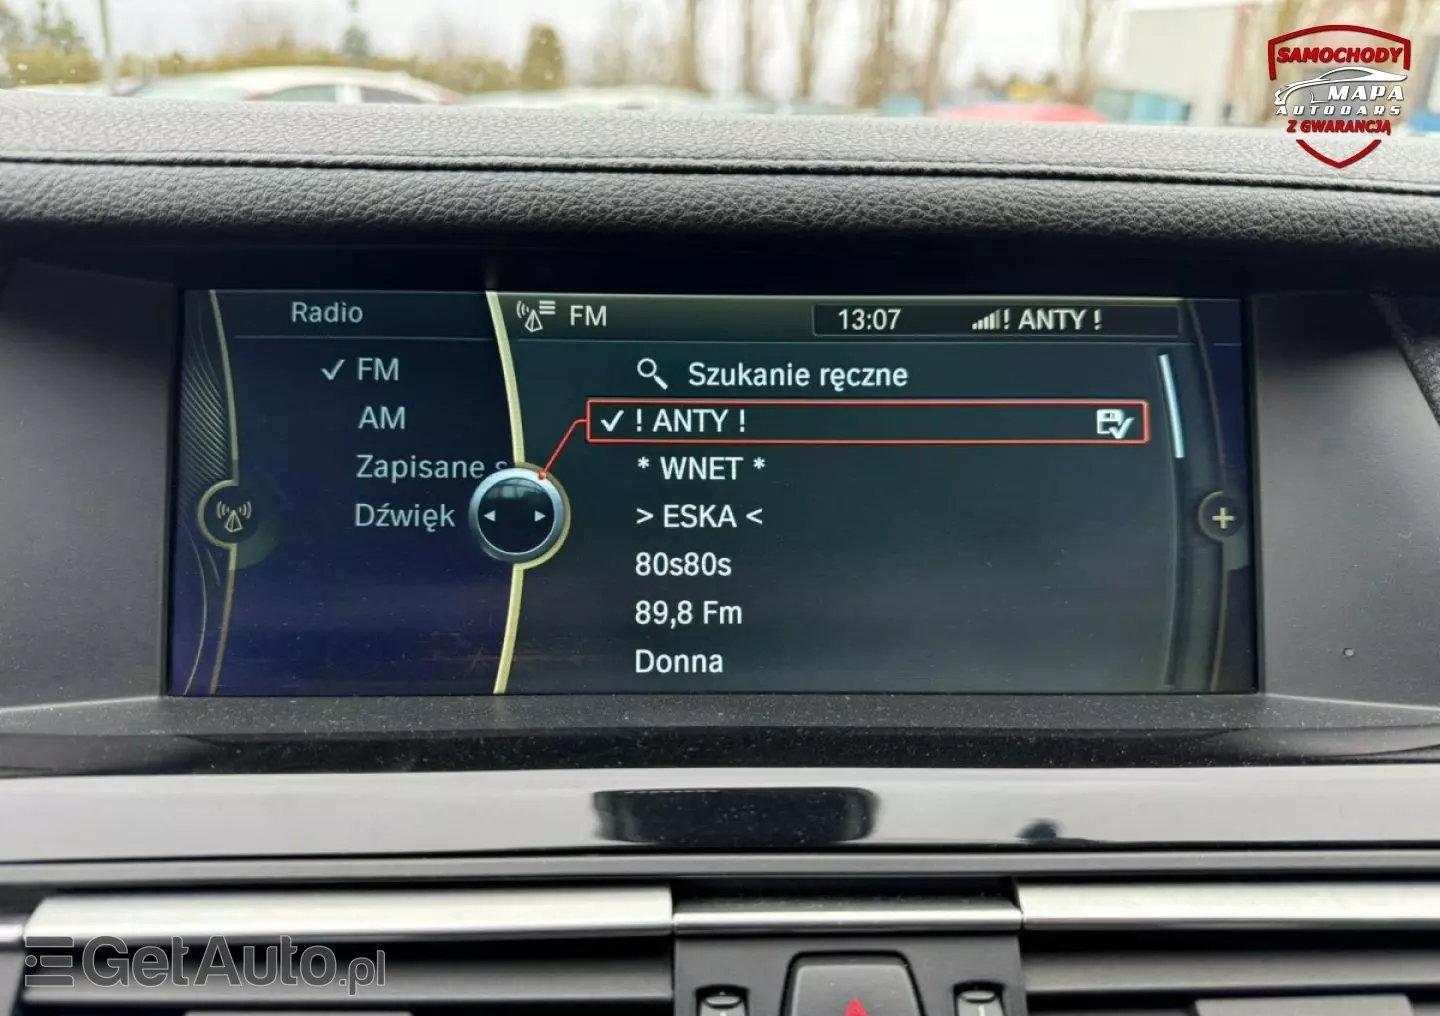 SAMOCHODY
MAPA
AUTOCARS
Z GWARANCJĄ
Radio
FM
13:07
! ANTY !
✓ FM
AM
Zapisane s
Dźwięk
Szukanie ręczne
✓ ! ANTY !
* WNET *
> ESKA <
80s80s
89,8 Fm
Donna
GetAuto.pl